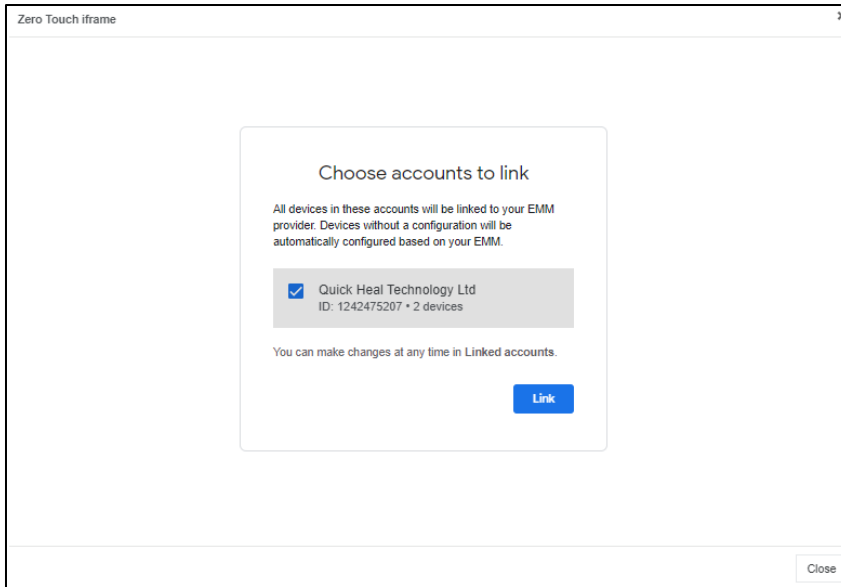 Zero Touch iframe
Choose accounts to link
All devices in these accounts will be linked to your EMM
provider. Devices without a configuration will be
automatically configured based on your EMM.
Quick Heal Technology Ltd
ID: 1242475207 • 2 devices
You can make changes at any time in Linked accounts.
Link
Close